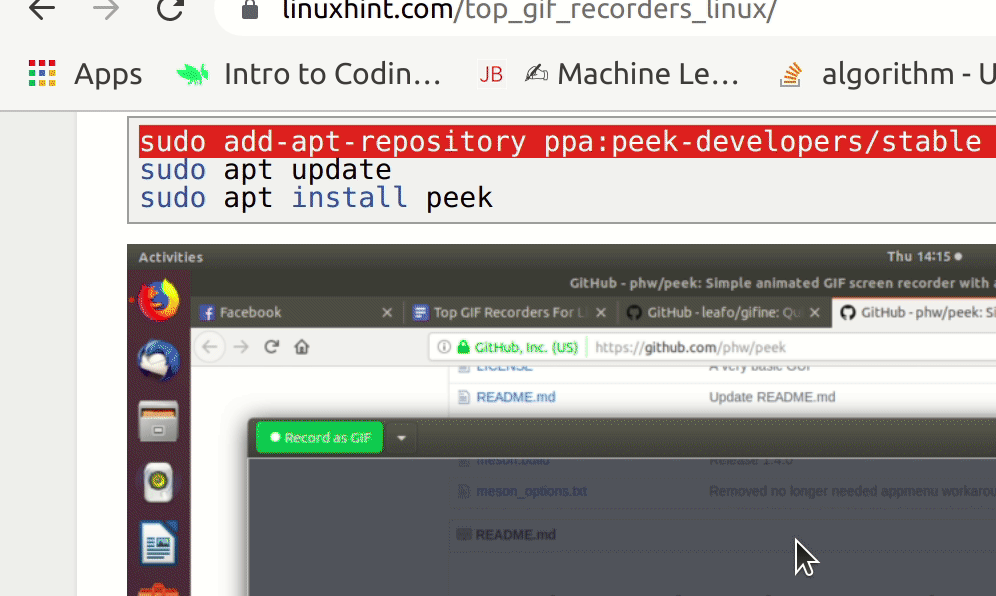 linuxhint.com/top_gif_recorders_linux/
Apps Intro to Codin... JB Machine Le... algorithm - U
sudo add-apt-repository ppa:peek-developers/stable
sudo apt update
sudo apt install peek
Activities Thu 14:15
GitHub - phw/peek: Simple animated GIF screen recorder with a
Facebook Top GIF Recorders For Li GitHub - leafo/gifine: Qu GitHub - phw/peek: Si
GitHub, Inc. (US) https://github.com/phw/peek
LICENSE A very basic GUI
README.md Update README.md
Record as GIF
meson.build Release 1.4.0
meson_options.txt Removed no longer needed appmenu workarou
README.md